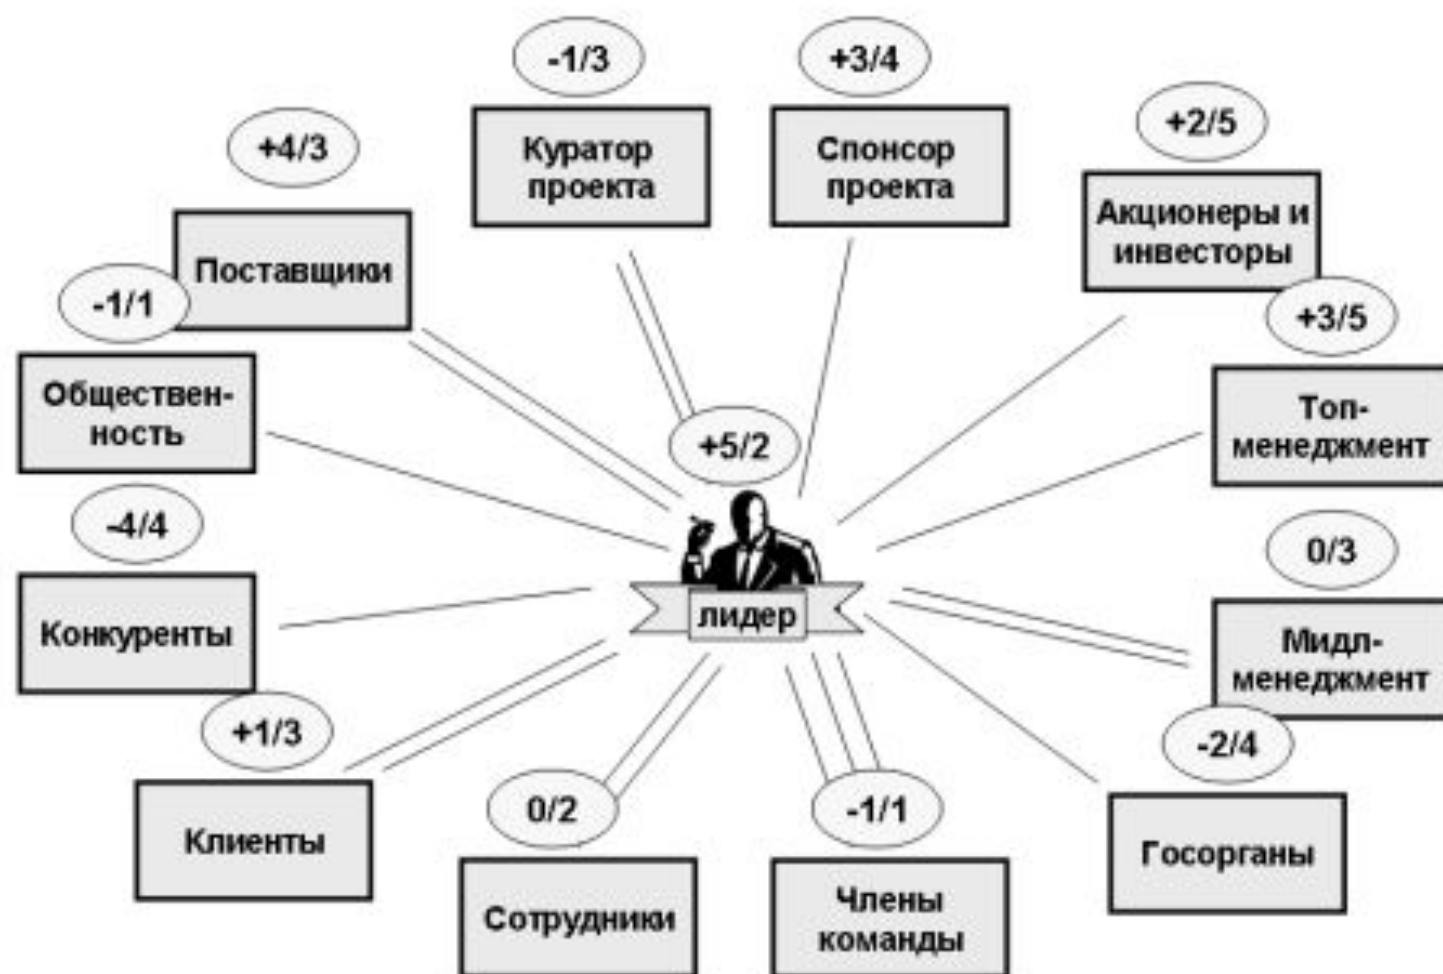 -1/3
+3/4
+2/5
+4/3
Куратор
проекта
Спонсор
проекта
Акционеры и
инвесторы
Поставщики
-1/1
+3/5
Обществен-
ность
Топ-
менеджмент
+5/2
-4/4
0/3
лидер
Конкуренты
Мидл-
менеджмент
+1/3
-2/4
Клиенты
0/2
-1/1
Госорганы
Сотрудники
Члены
команды